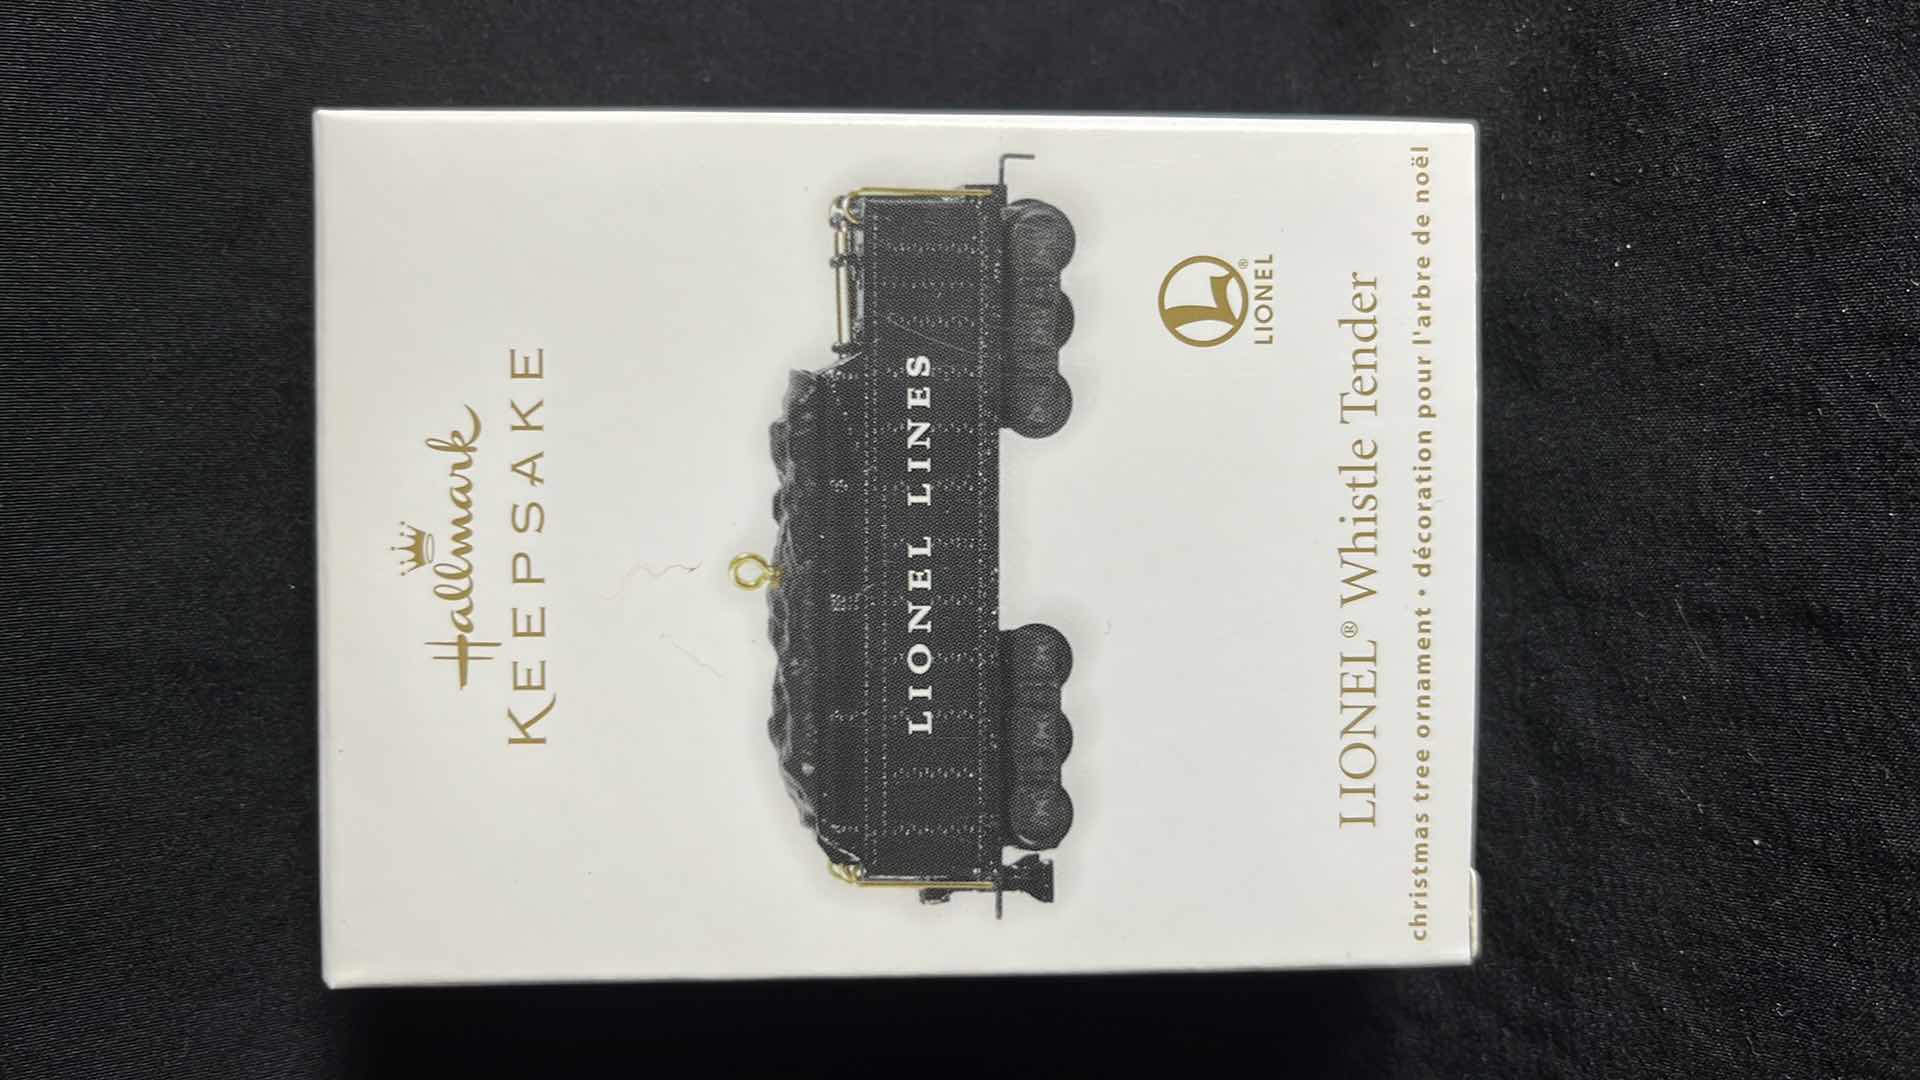 Hallmark
KEEPSAKE
LIONEL LINES
L®
LIONEL
LIONEL® Whistle Tender
christmas tree ornament • décoration pour l'arbre de noël